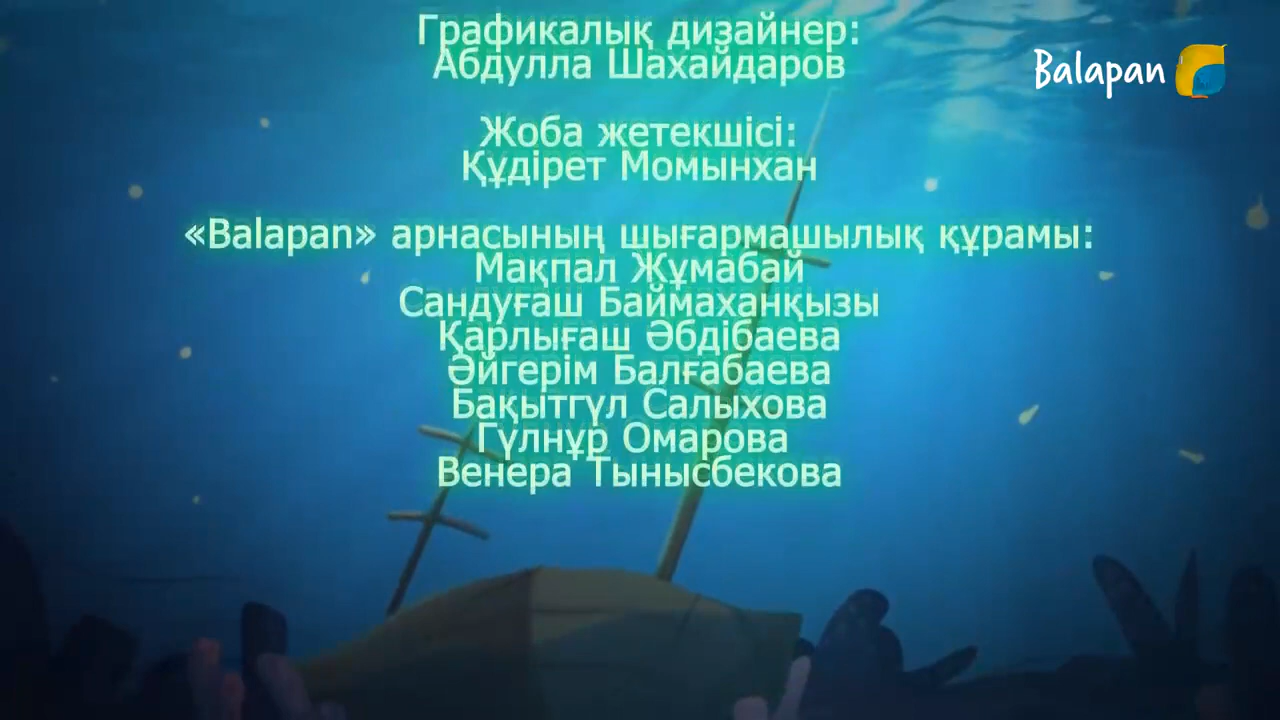 Графикалық дизайнер:
Абдулла Шахайдаров
Balapan
Жоба жетекшісі:
Құдірет Момынхан
«Balapan» арнасының шығармашылық құрамы:
Мақпал Жұмабай
Сандуғаш Баймаханқызы
Қарлығаш Әбдібаева
Әйгерім Балғабаева
Бақытгүл Салыхова
Гүлнұр Омарова
Венера Тынысбекова